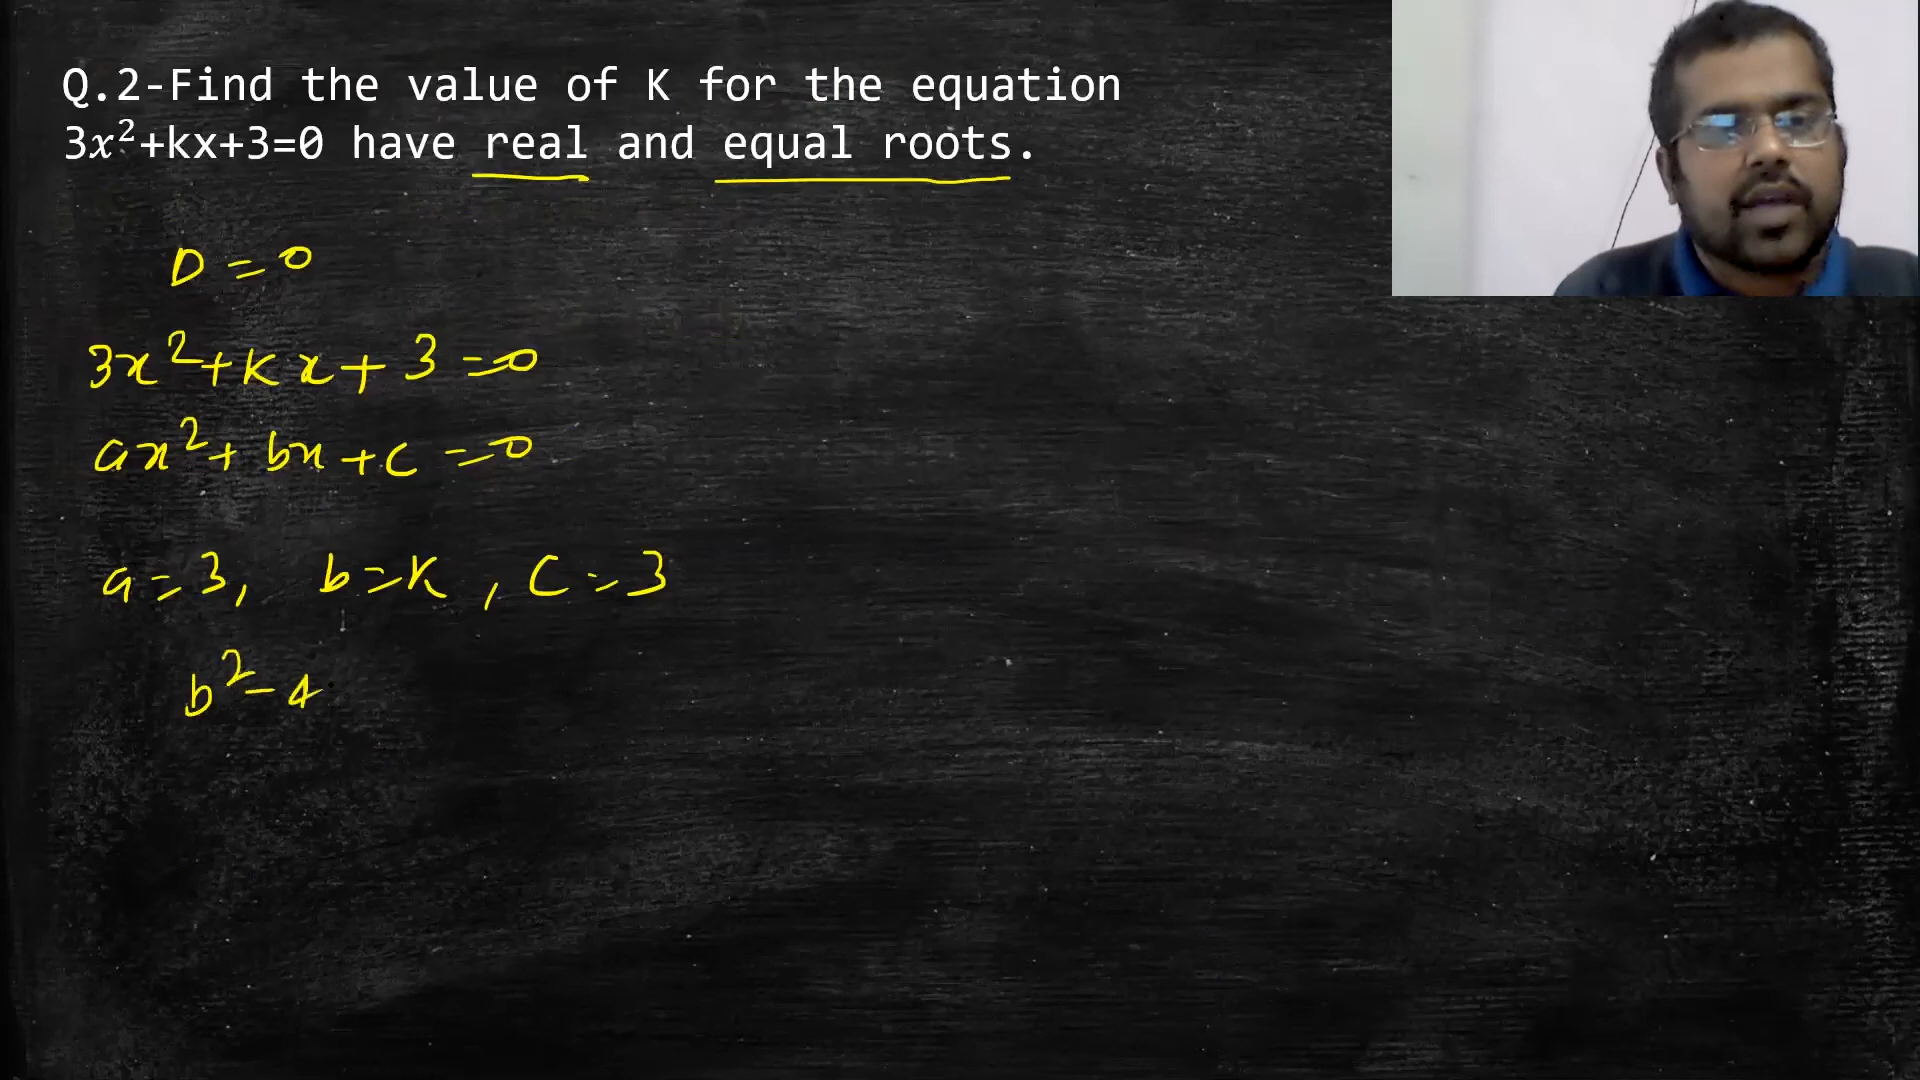 Q.2-Find the value of K for the equation
3x²+kx+3=0 have real and equal roots.
D=0
3x²+kx+3=0
ax²+bx+c=0
a=3, b=K, C=3
b²-4